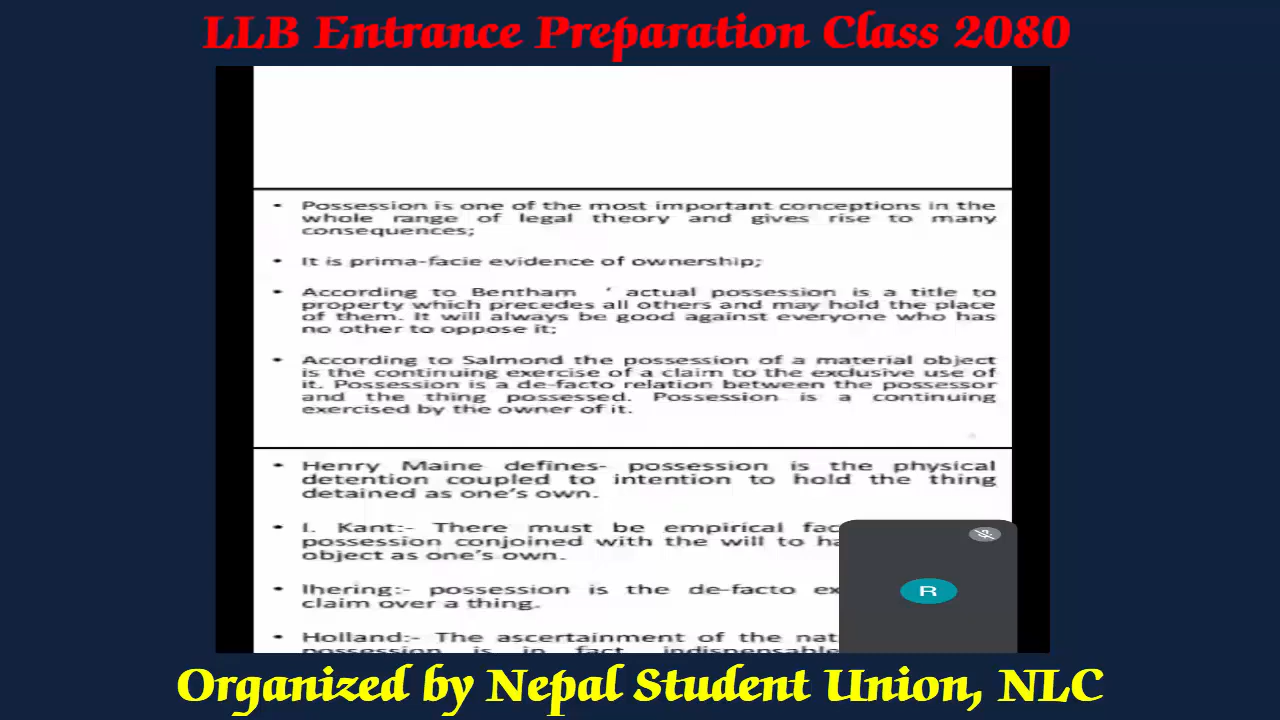 LLB Entrance Preparation Class 2080
• Possession is one of the most important conceptions in the
whole range of legal theory and gives rise to many
consequences;
• It is prima-facie evidence of ownership;
• According to Bentham ‘ actual possession is a title to
property which precedes all others and may hold the place
of them. It will always be good against everyone who has
no other to oppose it;
• According to Salmond the possession of a material object
is the continuing exercise of a claim to the exclusive use of
it. Possession is a de-facto relation between the possessor
and the thing possessed. Possession is a continuing
exercised by the owner of it.
• Henry Maine defines- possession is the physical
detention coupled to intention to hold the thing
detained as one's own.
• I. Kant:- There must be empirical
possession conjoined with the will to
object as one's own.
• Ihering:- possession is the de-facto
claim over a thing.
• Holland:- The ascertainment of the
possession is in fact indispensable
R
Organized by Nepal Student Union, NLC